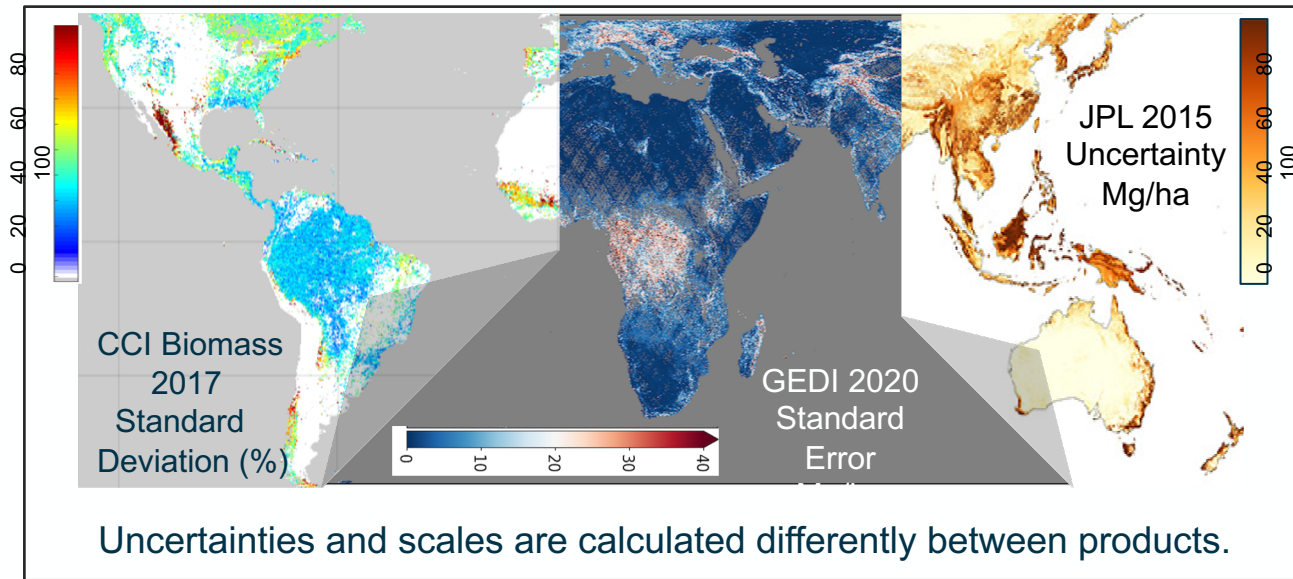 0 20 40 60 80
100
CCI Biomass
2017
Standard
Deviation (%)
0 10 20 30 40
GEDI 2020
Standard
Error
JPL 2015
Uncertainty
Mg/ha
0 20 40 60 80
100
Uncertainties and scales are calculated differently between products.